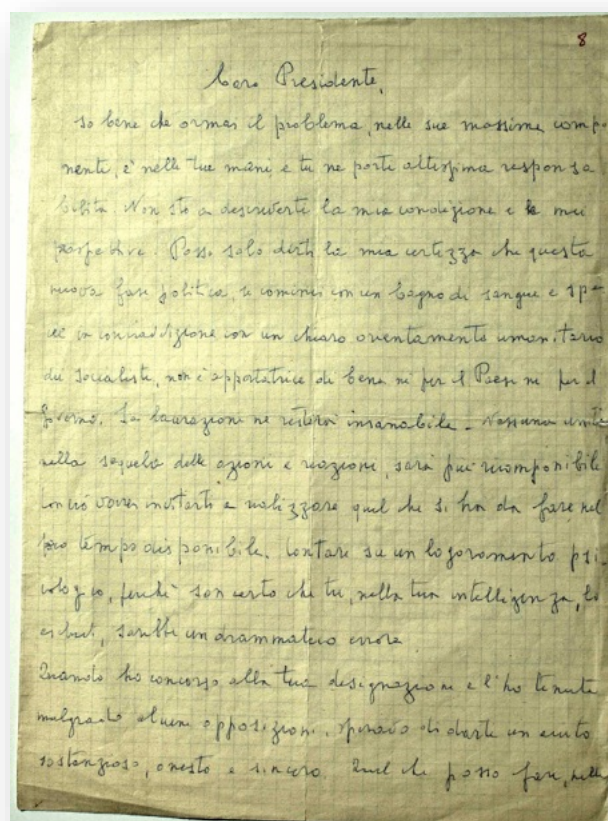 8
Caro Presidente,
so bene che ormai il problema, nelle sue massime compo-
nenti, è nelle tue mani e tu ne porti altissima responsa
bilità. Non sto a descriverti la mia condizione e le mie
prospettive. Posso solo dirti la mia certezza che questa
nuova fase politica, se comincia con un bagno di sangue e spe-
cie in contraddizione con un chiaro orientamento umanitario
dei socialisti, non è apportatrice di bene né per il Paese né per il
Governo. La lacerazione ne resterà insanabile. Nessuna unità
nella sequela delle azioni e reazioni, sarà più ricomponibile.
Con ciò vorrei invitarti a realizzare quel che si ha da fare nel
poco tempo disponibile. Contare su un logoramento psi-
cologico, perché son certo che tu, nella tua intelligenza, lo
escludi, sarebbe un drammatico errore.
Quando ho concorso alla tua designazione e l'ho tenuta
malgrado alcune opposizioni, speravo di darti un aiuto
sostanzioso, onesto e sincero. Quel che posso fare, nelle